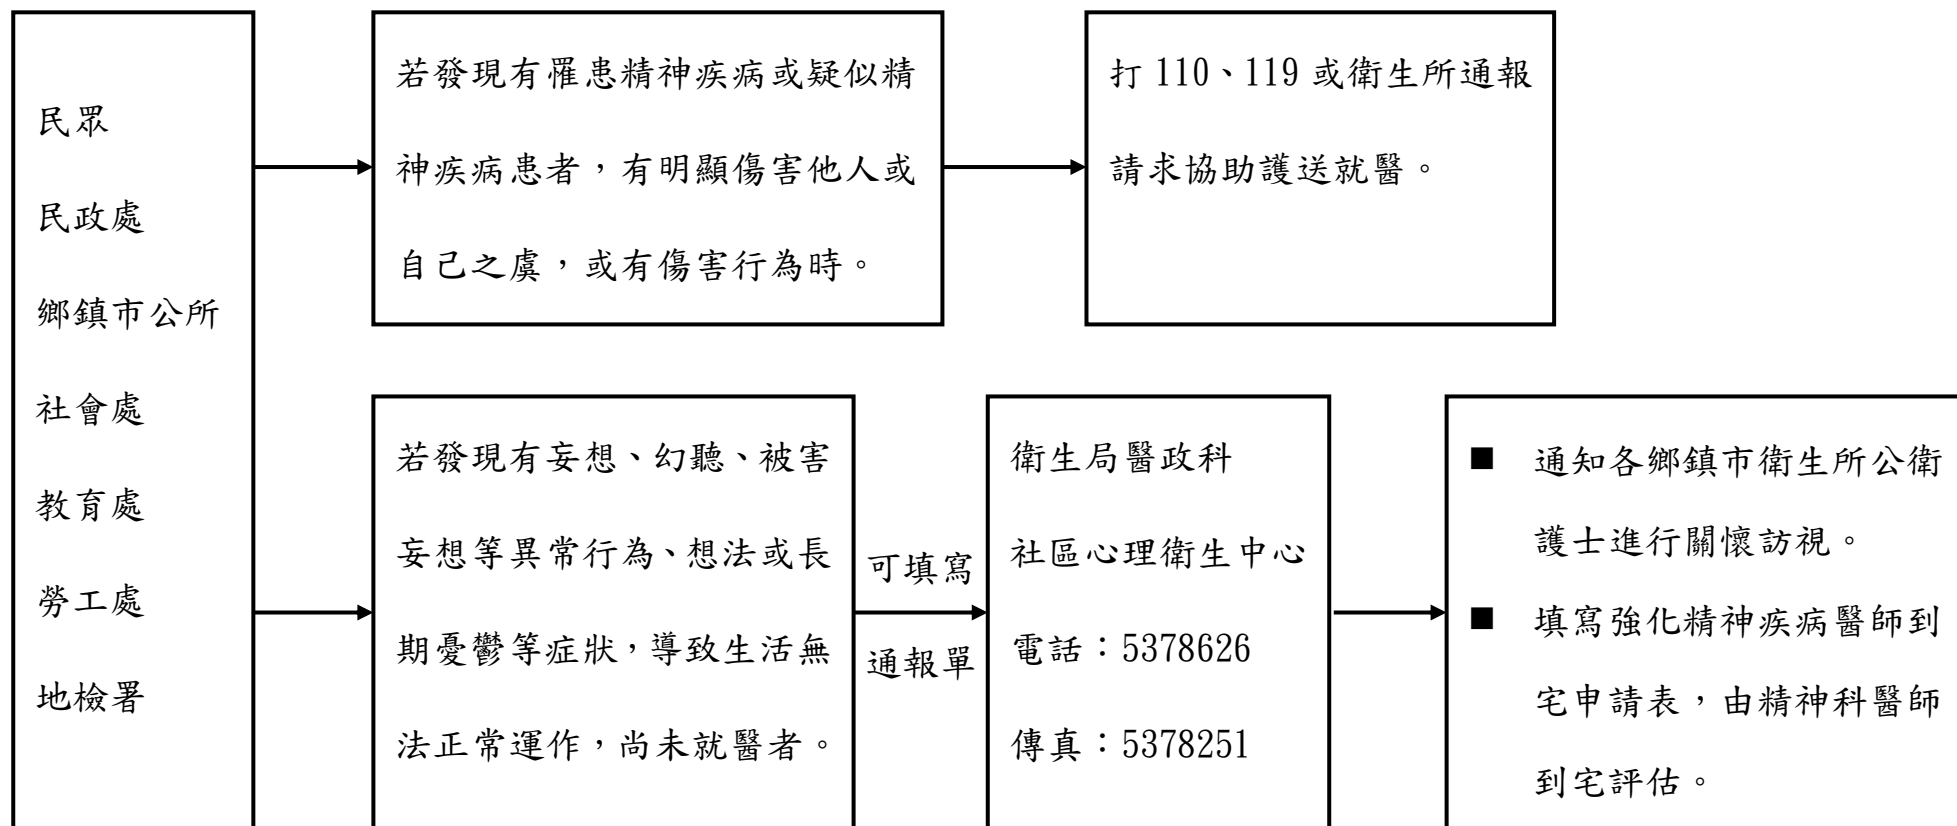 民眾
民政處
鄉鎮市公所
社會處
教育處
勞工處
地檢署
若發現有罹患精神疾病或疑似精
神疾病患者，有明顯傷害他人或
自己之虞，或有傷害行為時。
打 110、119 或衛生所通報
請求協助護送就醫。
若發現有妄想、幻聽、被害
妄想等異常行為、想法或長
期憂鬱等症狀，導致生活無
法正常運作，尚未就醫者。
可填寫
通報單
衛生局醫政科
社區心理衛生中心
電話：5378626
傳真：5378251
■ 通知各鄉鎮市衛生所公衛
護士進行關懷訪視。
■ 填寫強化精神疾病醫師到
宅申請表，由精神科醫師
到宅評估。